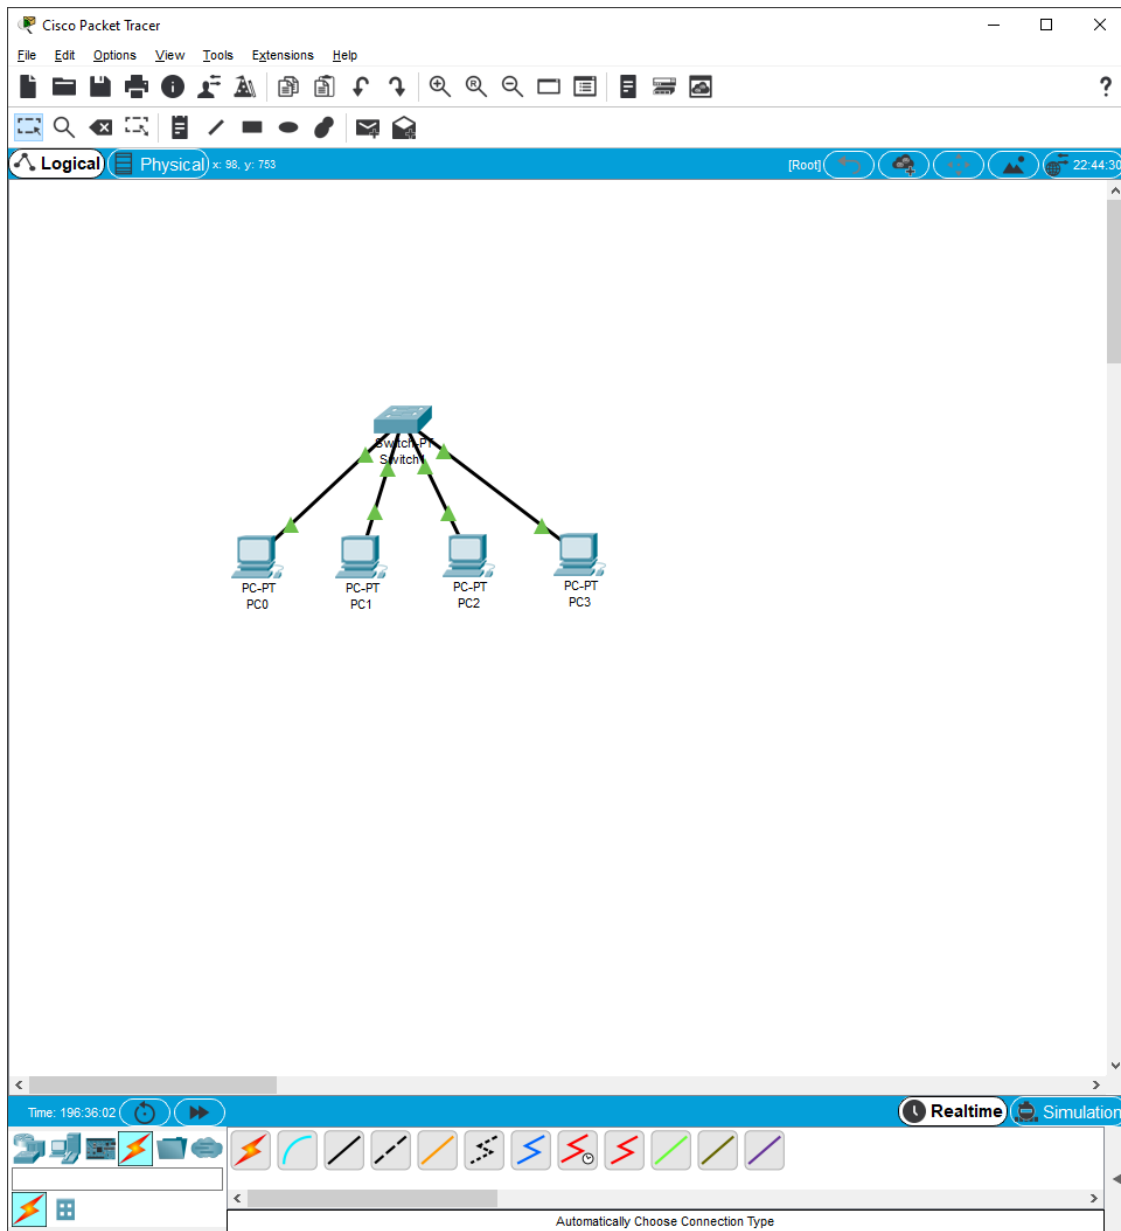 Cisco Packet Tracer
File Edit Options View Tools Extensions Help
?
Logical Physical x: 98, y: 753 [Root] 22:44:30
Switch-PT
Switch1
PC-PT PC-PT PC-PT PC-PT
PC0 PC1 PC2 PC3
Time: 196:36:02 Realtime Simulation
Automatically Choose Connection Type